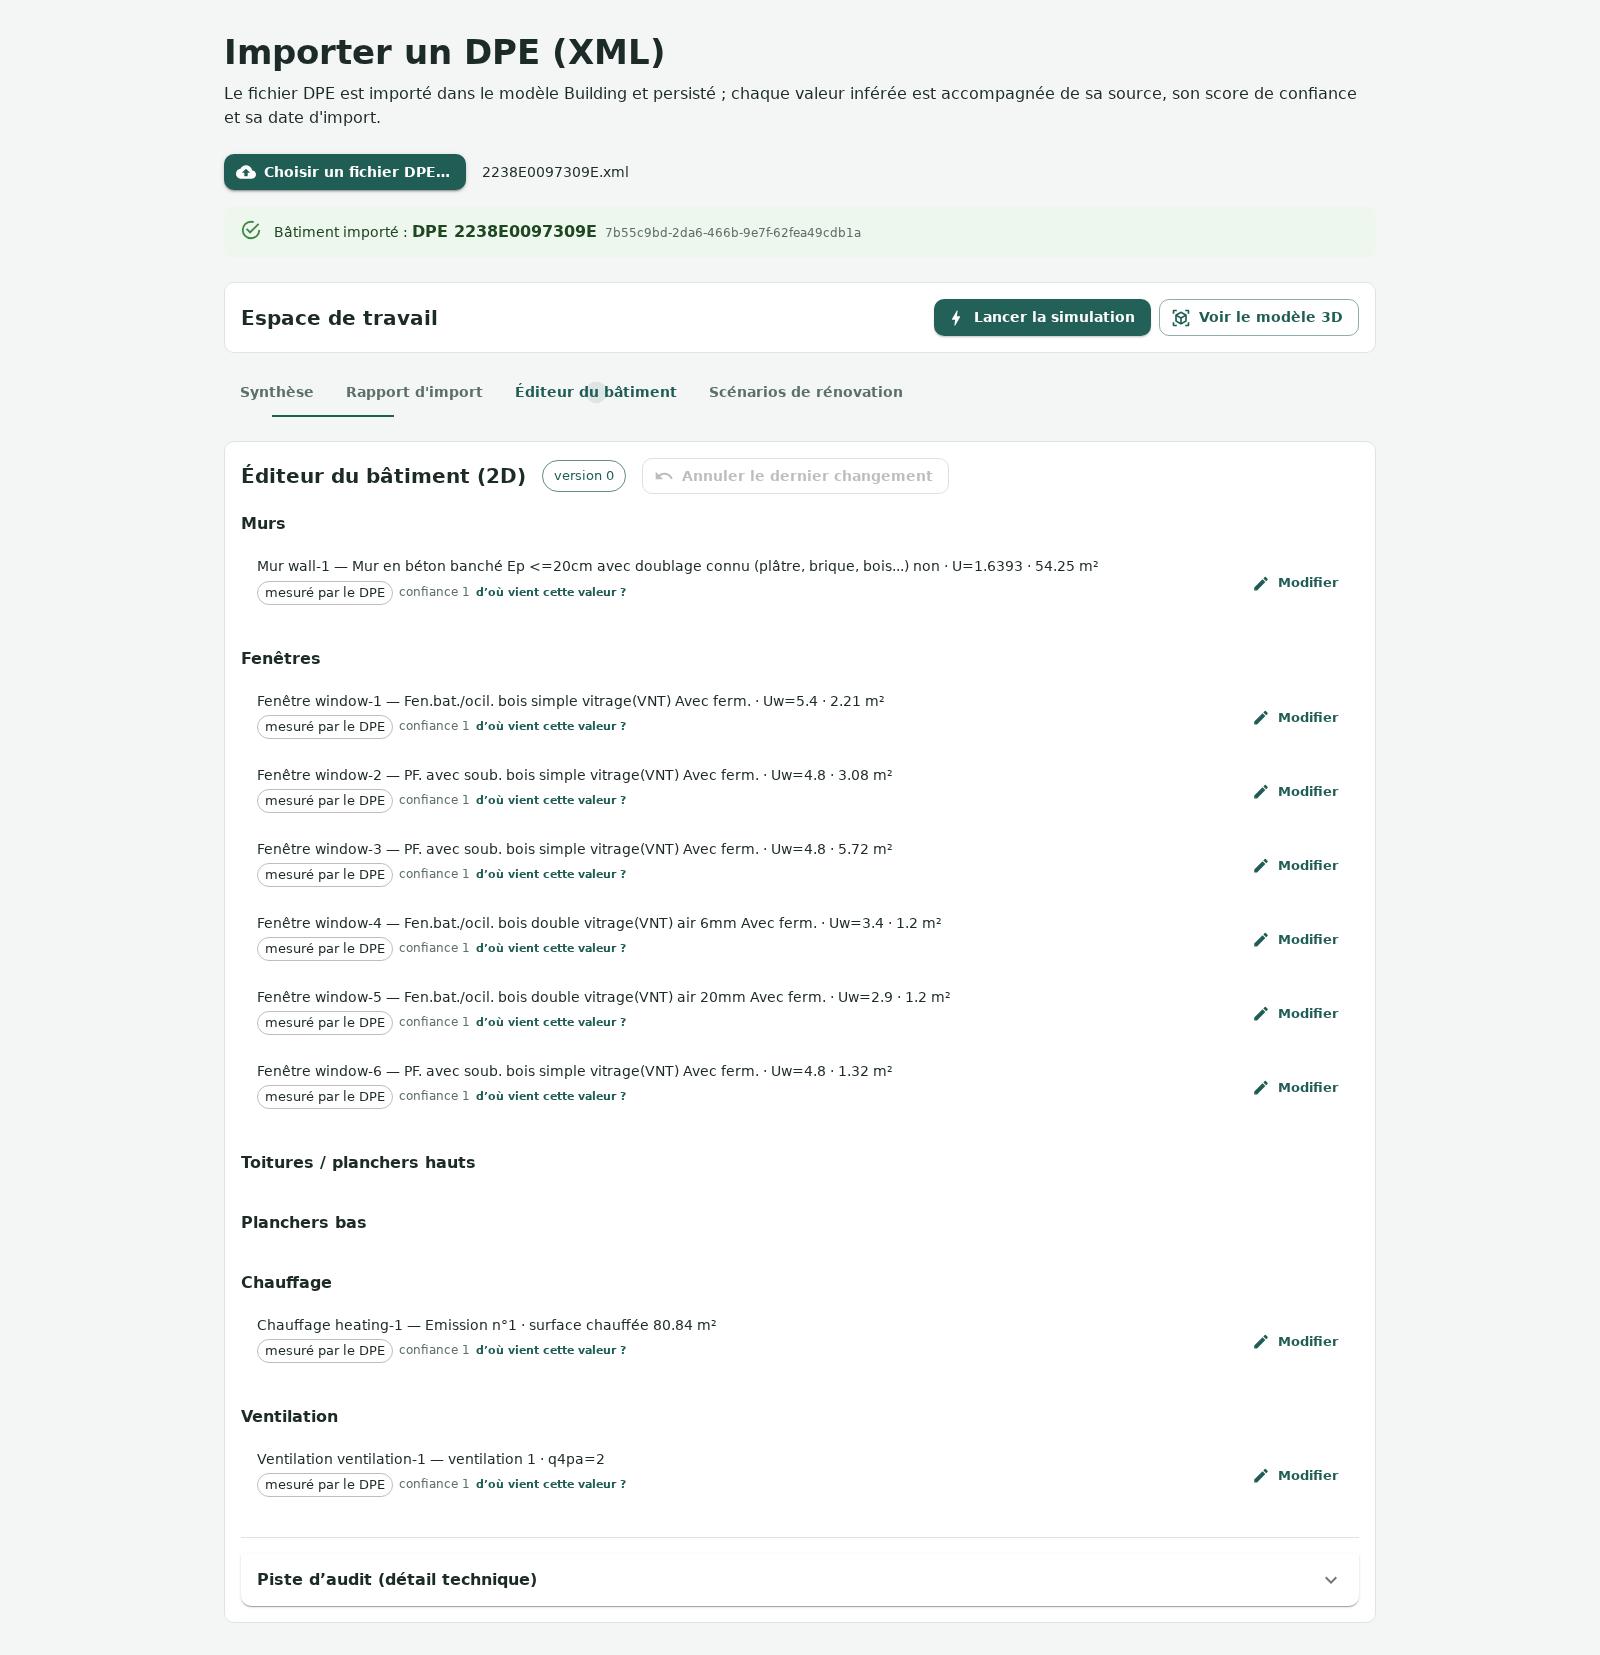 Importer un DPE (XML)
Le fichier DPE est importé dans le modèle Building et persisté ; chaque valeur inférée est accompagnée de sa source, son score de confiance
et sa date d'import.
Choisir un fichier DPE…
2238E0097309E.xml
Bâtiment importé : DPE 2238E0097309E 7b55c9bd-2da6-466b-9e7f-62fea49cdb1a
Espace de travail
Lancer la simulation
Voir le modèle 3D
Synthèse
Rapport d'import
Éditeur du bâtiment
Scénarios de rénovation
Éditeur du bâtiment (2D)
version 0
Annuler le dernier changement
Murs
Mur wall-1 — Mur en béton banché Ep <=20cm avec doublage connu (plâtre, brique, bois...) non · U=1.6393 · 54.25 m²
mesuré par le DPE confiance 1 d’où vient cette valeur ?
Modifier
Fenêtres
Fenêtre window-1 — Fen.bat./ocil. bois simple vitrage(VNT) Avec ferm. · Uw=5.4 · 2.21 m²
mesuré par le DPE confiance 1 d’où vient cette valeur ?
Modifier
Fenêtre window-2 — PF. avec soub. bois simple vitrage(VNT) Avec ferm. · Uw=4.8 · 3.08 m²
mesuré par le DPE confiance 1 d’où vient cette valeur ?
Modifier
Fenêtre window-3 — PF. avec soub. bois simple vitrage(VNT) Avec ferm. · Uw=4.8 · 5.72 m²
mesuré par le DPE confiance 1 d’où vient cette valeur ?
Modifier
Fenêtre window-4 — Fen.bat./ocil. bois double vitrage(VNT) air 6mm Avec ferm. · Uw=3.4 · 1.2 m²
mesuré par le DPE confiance 1 d’où vient cette valeur ?
Modifier
Fenêtre window-5 — Fen.bat./ocil. bois double vitrage(VNT) air 20mm Avec ferm. · Uw=2.9 · 1.2 m²
mesuré par le DPE confiance 1 d’où vient cette valeur ?
Modifier
Fenêtre window-6 — PF. avec soub. bois simple vitrage(VNT) Avec ferm. · Uw=4.8 · 1.32 m²
mesuré par le DPE confiance 1 d’où vient cette valeur ?
Modifier
Toitures / planchers hauts
Planchers bas
Chauffage
Chauffage heating-1 — Emission n°1 · surface chauffée 80.84 m²
mesuré par le DPE confiance 1 d’où vient cette valeur ?
Modifier
Ventilation
Ventilation ventilation-1 — ventilation 1 · q4pa=2
mesuré par le DPE confiance 1 d’où vient cette valeur ?
Modifier
Piste d’audit (détail technique)